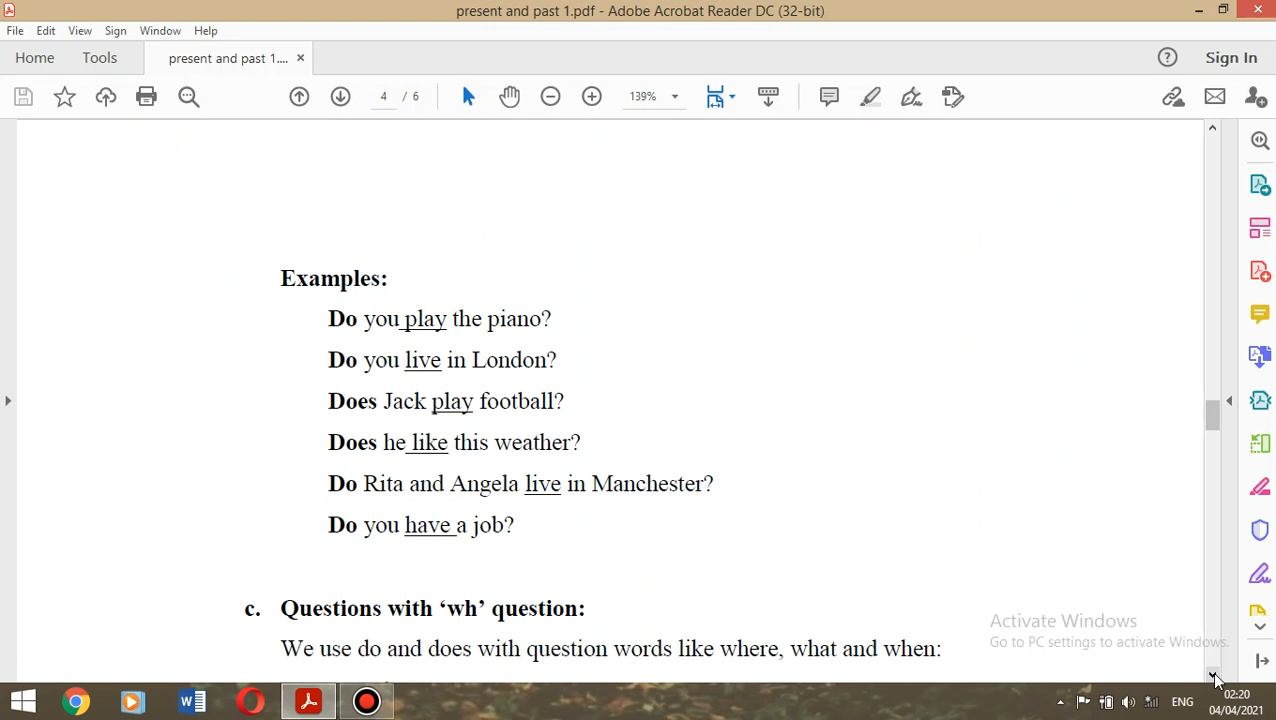 present and past 1.pdf - Adobe Acrobat Reader DC (32-bit)
File Edit View Sign Window Help
Home Tools present and past 1.... × ? Sign In
4 / 6 139%
Examples:
Do you play the piano?
Do you live in London?
Does Jack play football?
Does he like this weather?
Do Rita and Angela live in Manchester?
Do you have a job?
c. Questions with ‘wh’ question:
We use do and does with question words like where, what and when:
Activate Windows
Go to PC settings to activate Windows.
ENG
02:20
04/04/2021